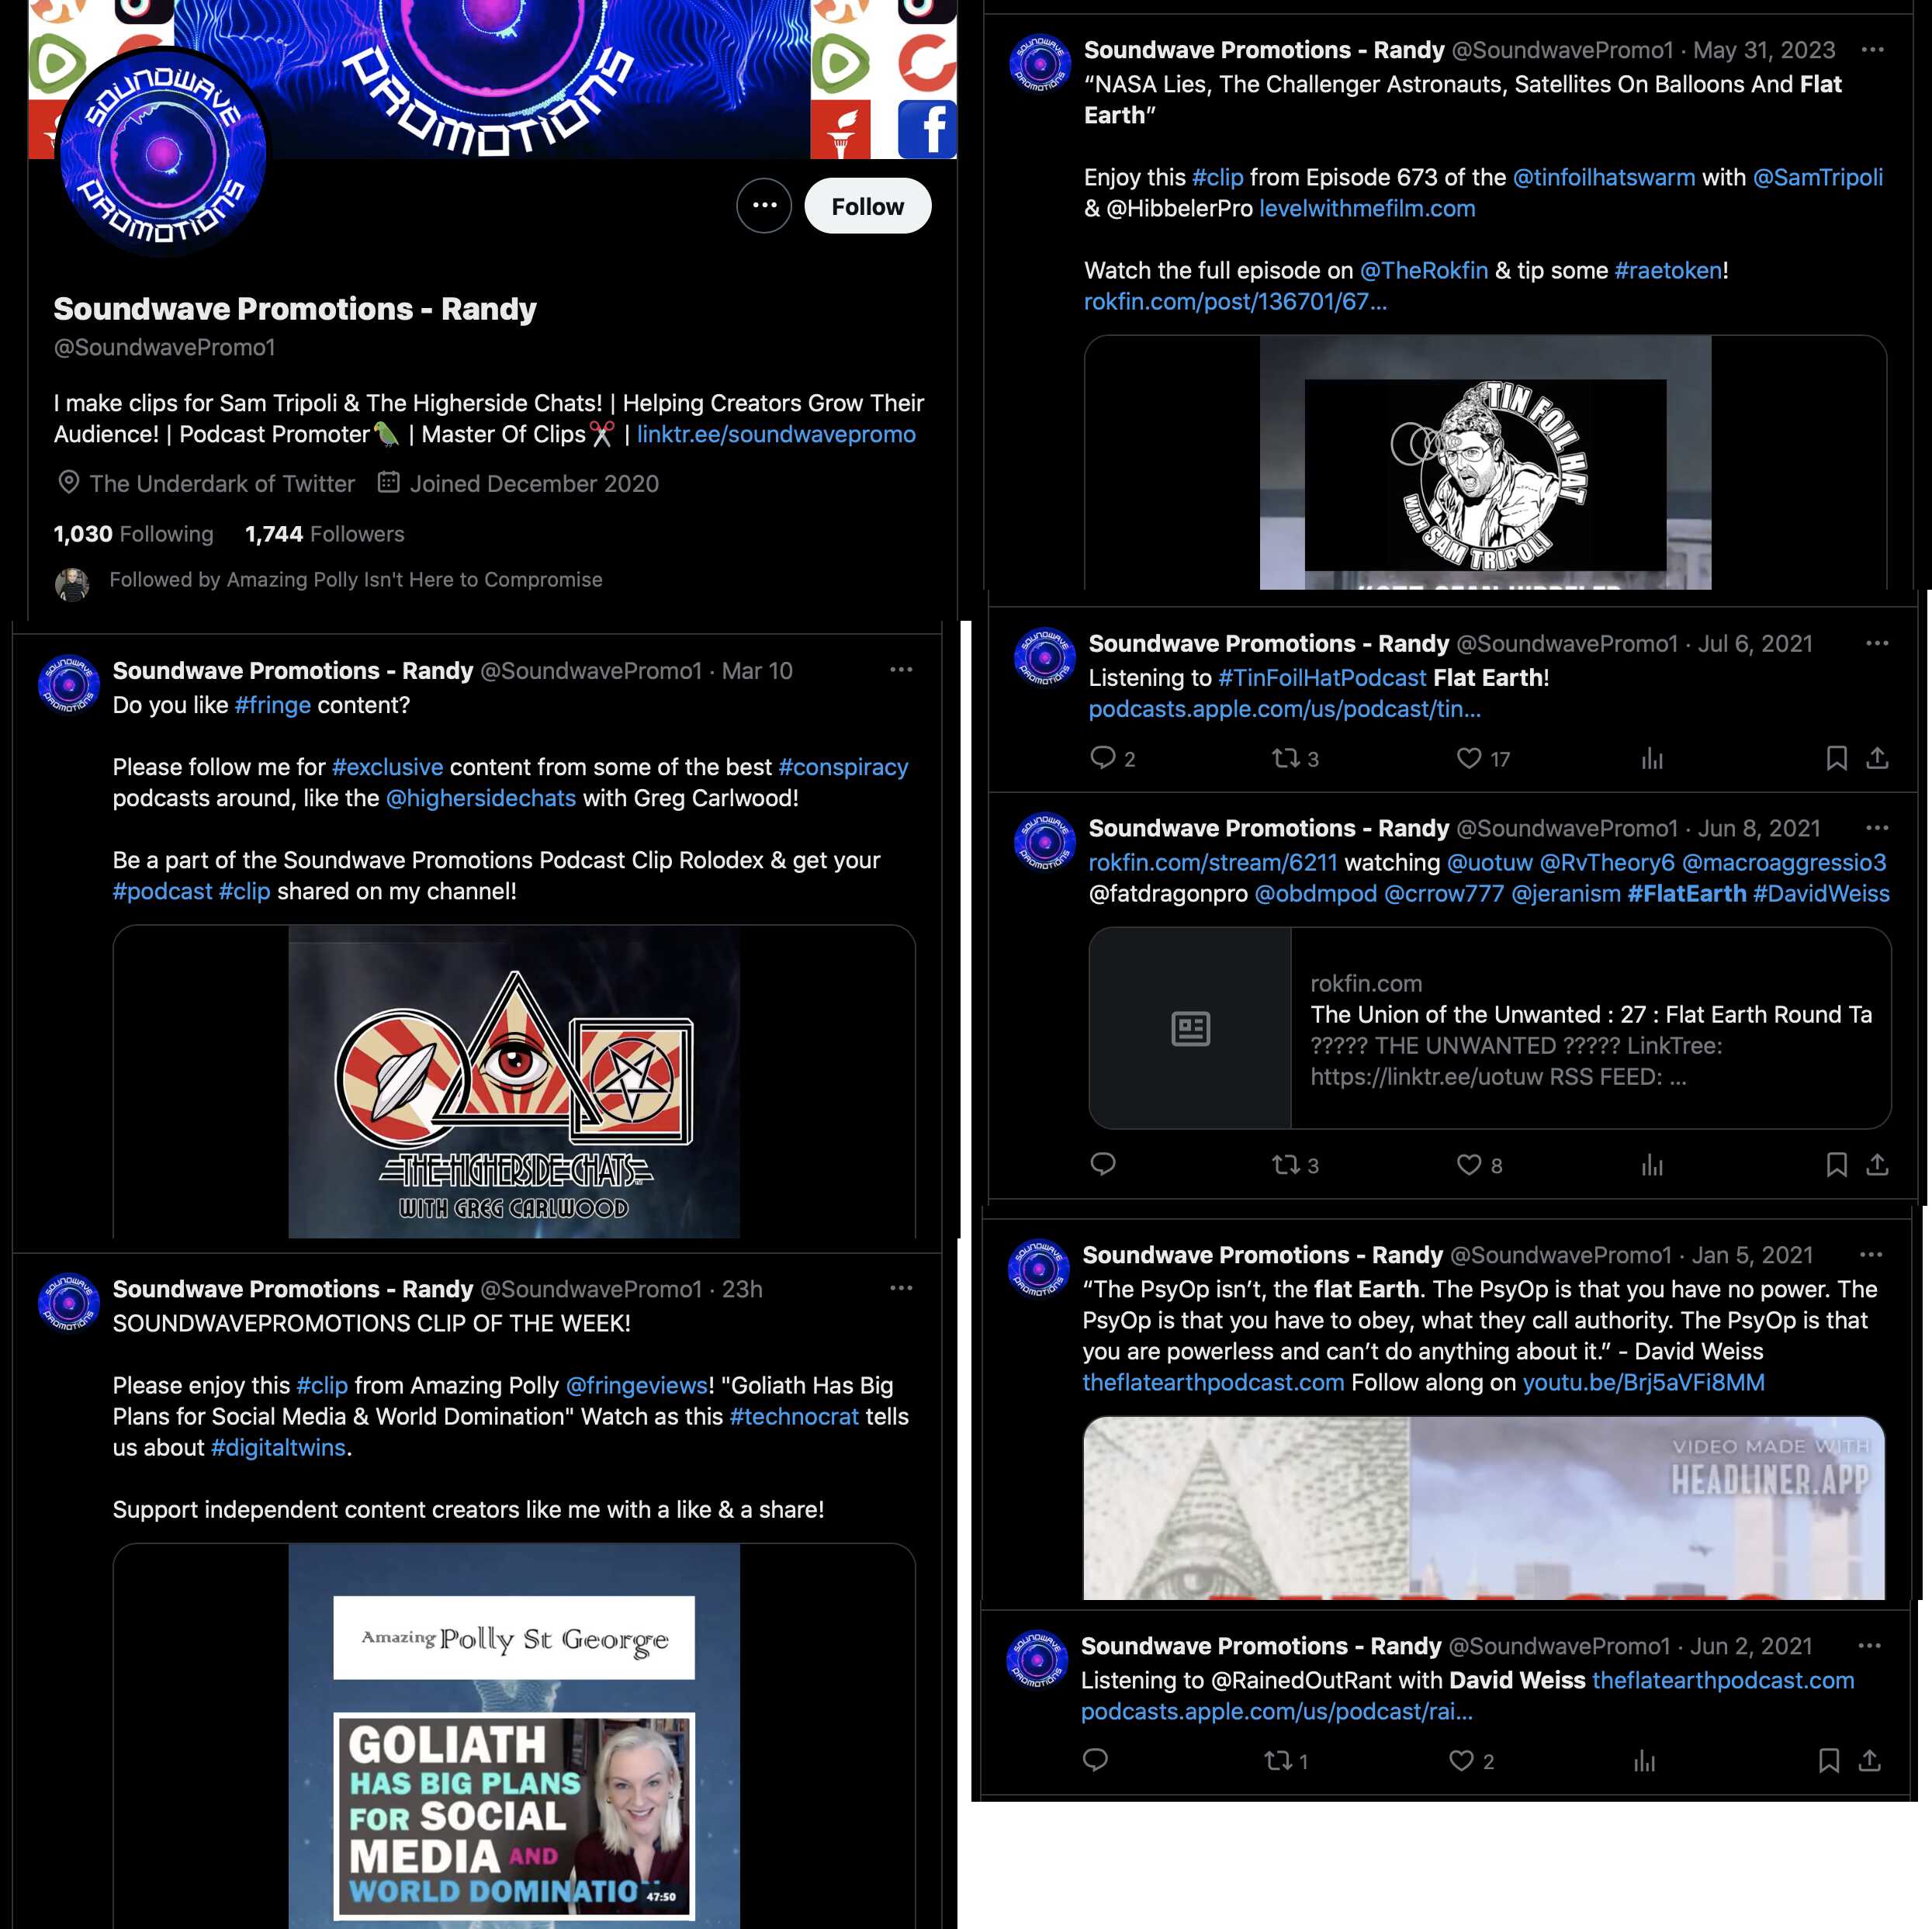 SOUNDWAVE
PROMOTIONS
PROMOTIONS
f
Follow
Soundwave Promotions - Randy
@SoundwavePromo1
I make clips for Sam Tripoli & The Higherside Chats! | Helping Creators Grow Their
Audience! | Podcast Promoter🦜 | Master Of Clips✂️ | linktr.ee/soundwavepromo
The Underdark of Twitter Joined December 2020
1,030 Following 1,744 Followers
Followed by Amazing Polly Isn't Here to Compromise
Soundwave Promotions - Randy @SoundwavePromo1 · Mar 10
Do you like #fringe content?
Please follow me for #exclusive content from some of the best #conspiracy
podcasts around, like the @highersidechats with Greg Carlwood!
Be a part of the Soundwave Promotions Podcast Clip Rolodex & get your
#podcast #clip shared on my channel!
THE HIGHERSIDE CHATS
WITH GREG CARLWOOD
Soundwave Promotions - Randy @SoundwavePromo1 · 23h
SOUNDWAVEPROMOTIONS CLIP OF THE WEEK!
Please enjoy this #clip from Amazing Polly @fringeviews! "Goliath Has Big
Plans for Social Media & World Domination" Watch as this #technocrat tells
us about #digitaltwins.
Support independent content creators like me with a like & a share!
Amazing Polly St George
GOLIATH
HAS BIG PLANS
FOR SOCIAL
MEDIA AND
WORLD DOMINATIO
47:50
Soundwave Promotions - Randy @SoundwavePromo1 · May 31, 2023
“NASA Lies, The Challenger Astronauts, Satellites On Balloons And Flat
Earth”
Enjoy this #clip from Episode 673 of the @tinfoilhatswarm with @SamTripoli
& @HibbelerPro levelwithmefilm.com
Watch the full episode on @TheRokfin & tip some #raetoken!
rokfin.com/post/136701/67...
TIN FOIL HAT
WITH SAM TRIPOLI
Soundwave Promotions - Randy @SoundwavePromo1 · Jul 6, 2021
Listening to #TinFoilHatPodcast Flat Earth!
podcasts.apple.com/us/podcast/tin...
2 3 17
Soundwave Promotions - Randy @SoundwavePromo1 · Jun 8, 2021
rokfin.com/stream/6211 watching @uotuw @RvTheory6 @macroaggressio3
@fatdragonpro @obdmpod @crrow777 @jeranism #FlatEarth #DavidWeiss
rokfin.com
The Union of the Unwanted : 27 : Flat Earth Round Ta
????? THE UNWANTED ????? LinkTree:
https://linktr.ee/uotuw RSS FEED: ...
3 8
Soundwave Promotions - Randy @SoundwavePromo1 · Jan 5, 2021
“The PsyOp isn’t, the flat Earth. The PsyOp is that you have no power. The
PsyOp is that you have to obey, what they call authority. The PsyOp is that
you are powerless and can’t do anything about it.” - David Weiss
theflatearthpodcast.com Follow along on youtu.be/Brj5aVFi8MM
VIDEO MADE WITH
HEADLINER.APP
Soundwave Promotions - Randy @SoundwavePromo1 · Jun 2, 2021
Listening to @RainedOutRant with David Weiss theflatearthpodcast.com
podcasts.apple.com/us/podcast/rai...
1 2